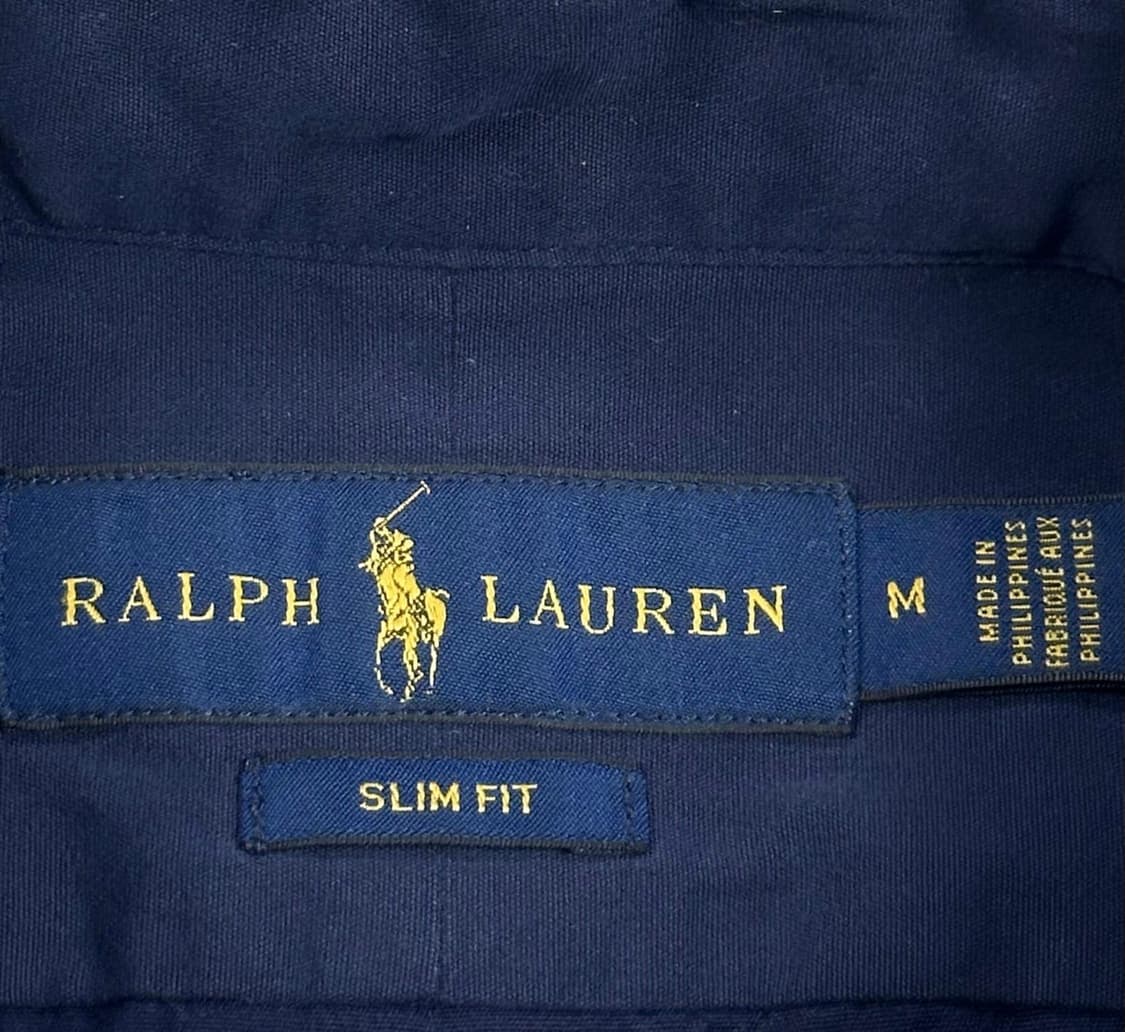 RALPH LAUREN
M
MADE IN
PHILIPPINES
FABRIQUÉ AUX
PHILIPPINES
SLIM FIT